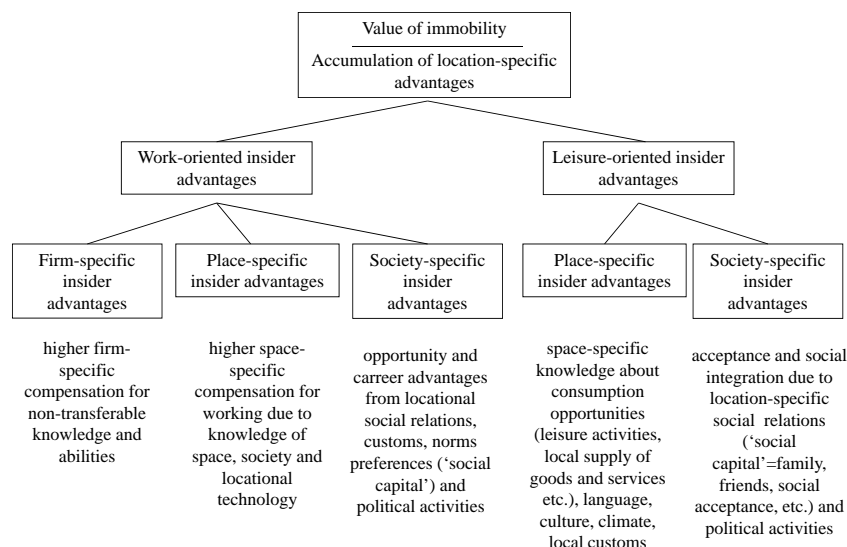 Value of immobility
Accumulation of location-specific
advantages
Work-oriented insider
advantages
Leisure-oriented insider
advantages
Firm-specific
insider
advantages
Place-specific
insider advantages
Society-specific
insider
advantages
Place-specific
insider advantages
Society-specific
insider
advantages
higher firm-
specific
compensation for
non-transferable
knowledge and
abilities
higher space-
specific
compensation for
working due to
knowledge of
space, society and
locational
technology
opportunity and
carreer advantages
from locational
social relations,
customs, norms
preferences (‘social
capital’) and
political activities
space-specific
knowledge about
consumption
opportunities
(leisure activities,
local supply of
goods and services
etc.), language,
culture, climate,
local customs
acceptance and social
integration due to
location-specific
social relations
(‘social
capital’=family,
friends, social
acceptance, etc.) and
political activities